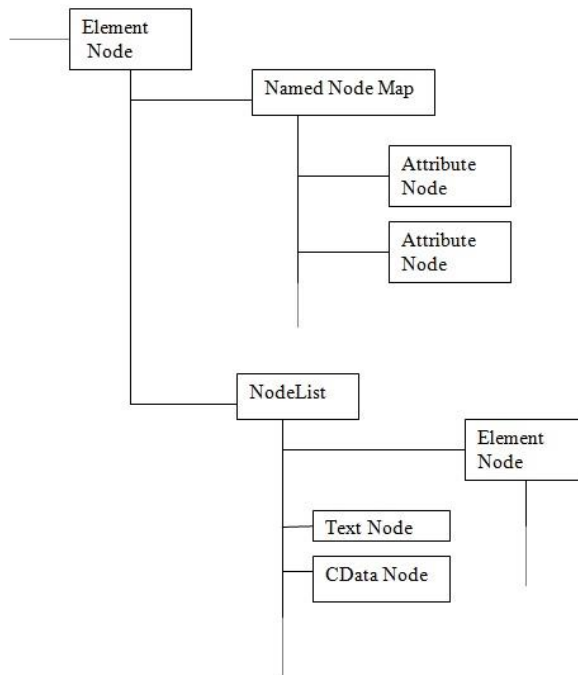 Element
Node
Named Node Map
Attribute
Node
Attribute
Node
NodeList
Element
Node
Text Node
CData Node